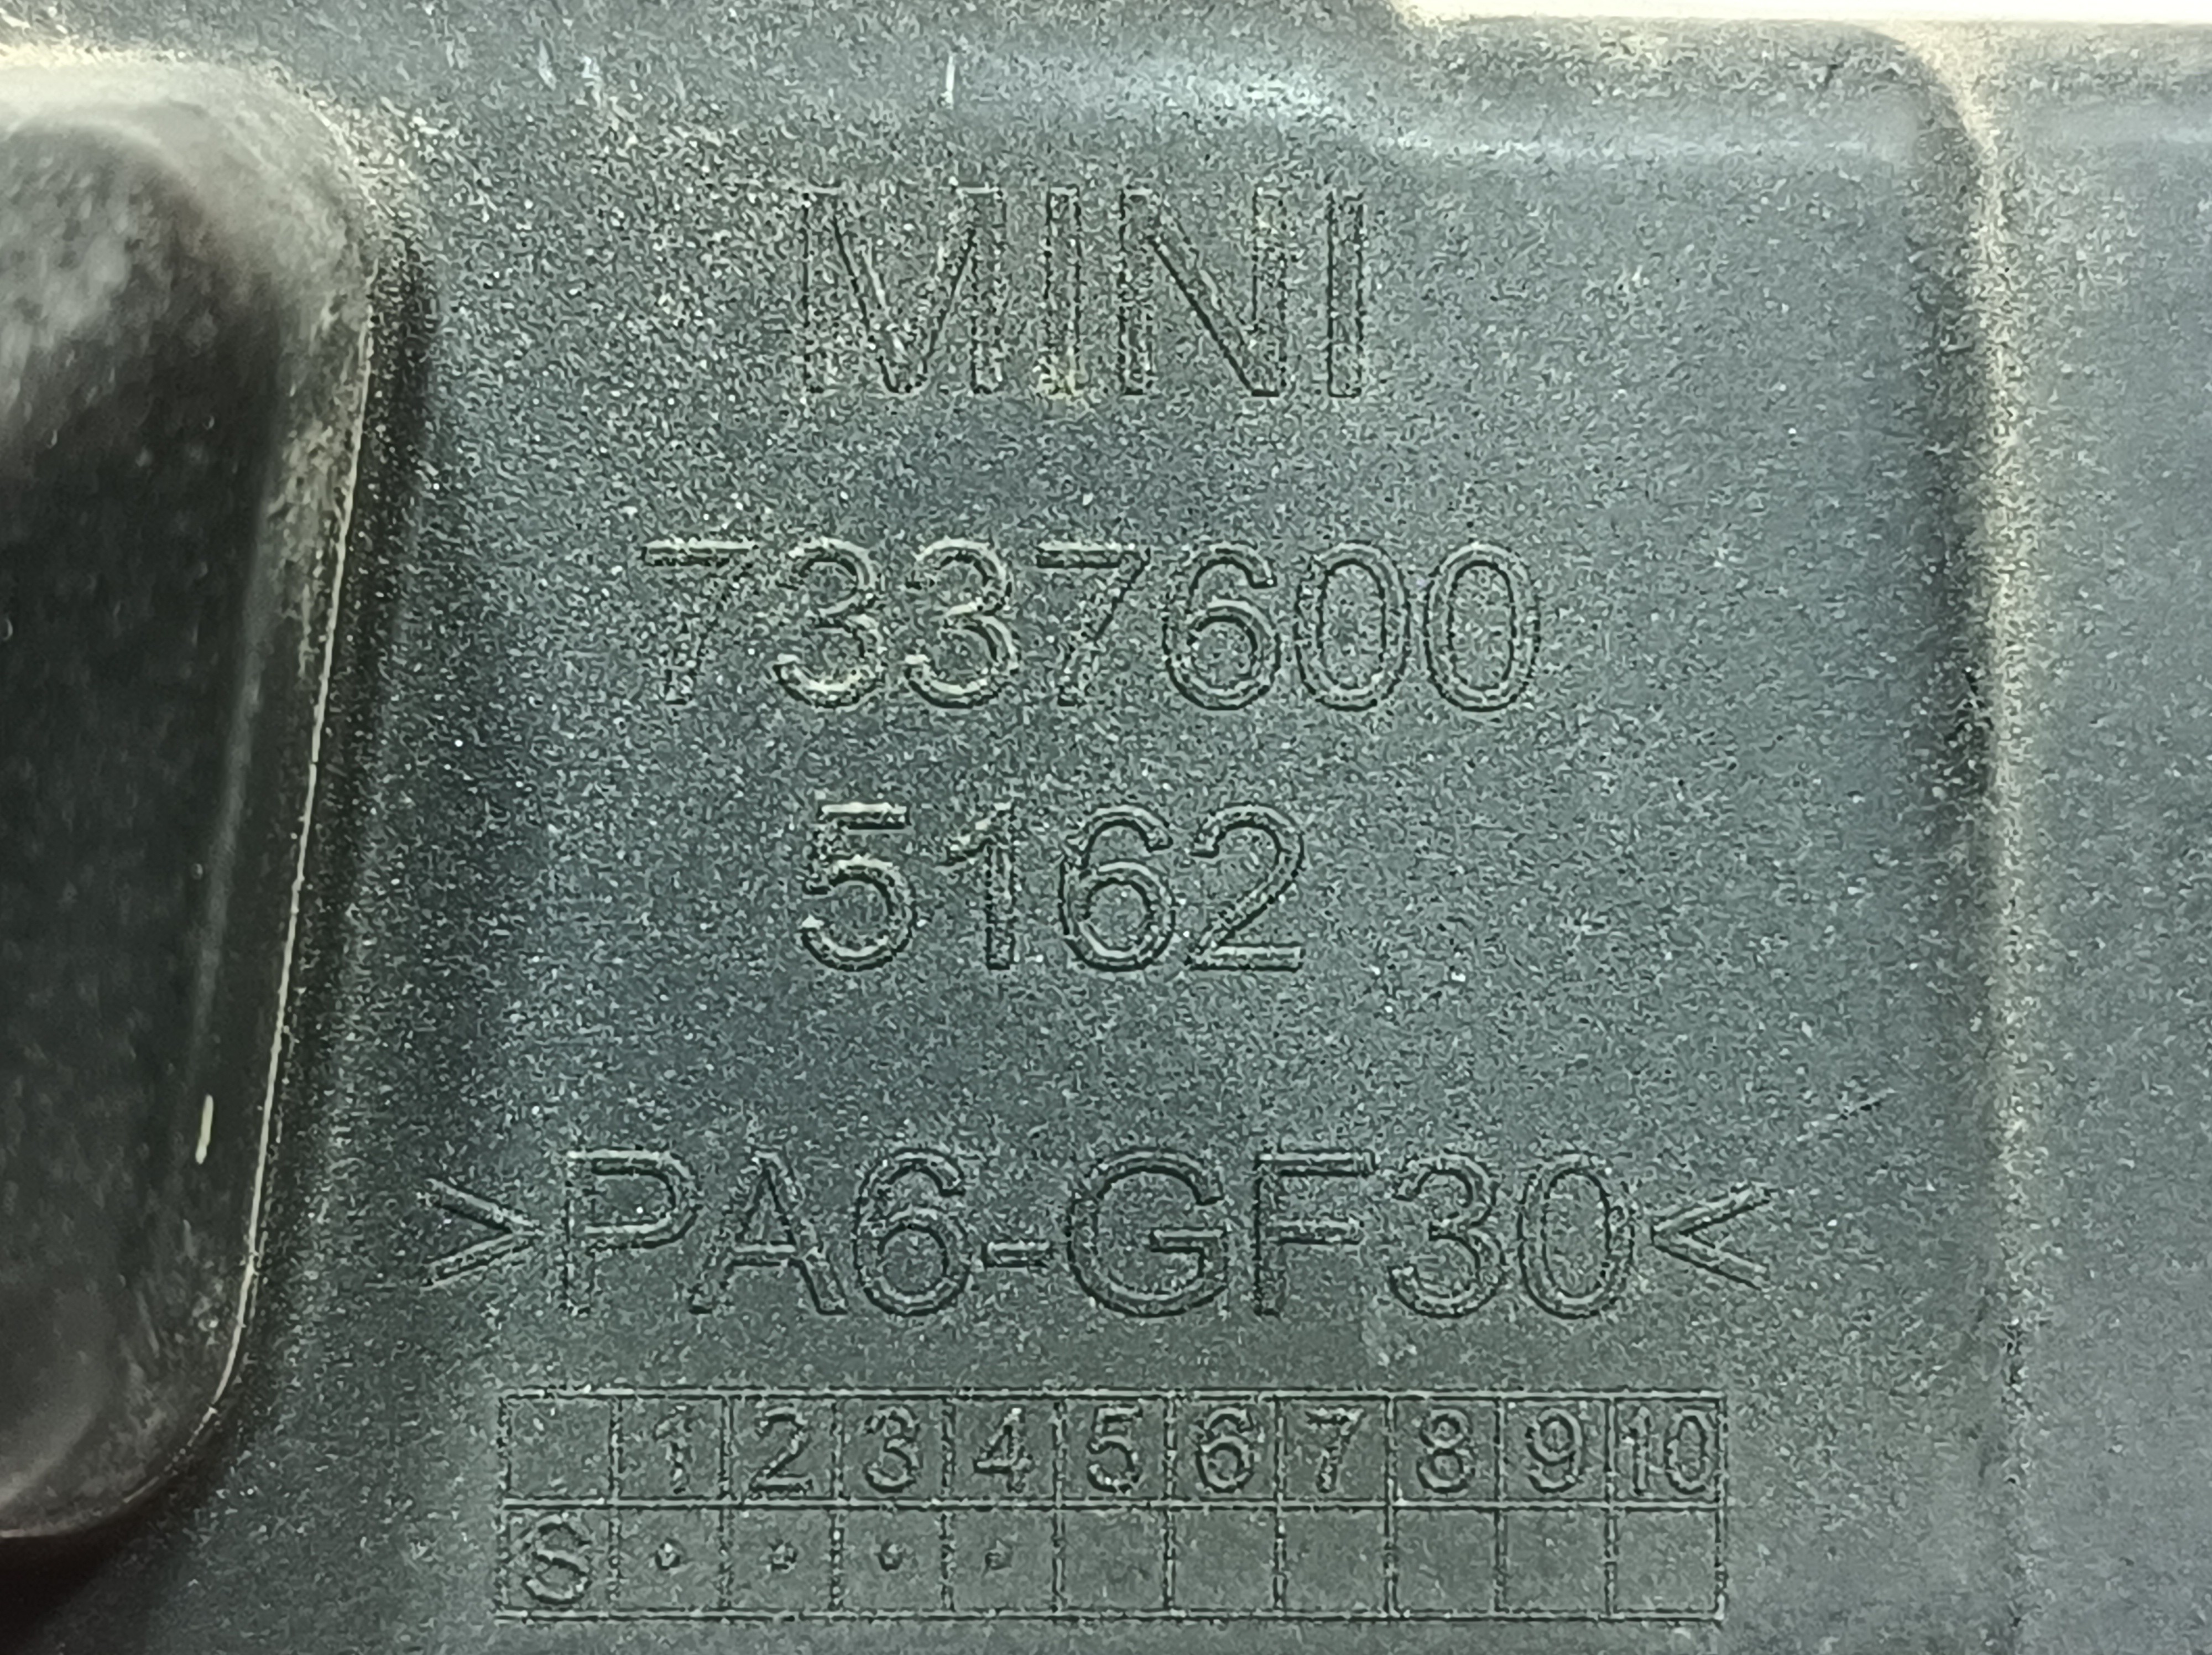 MINI
7337600
5162
>PA6-GF30<
1 2 3 4 5 6 7 8 9 10
S • • • •